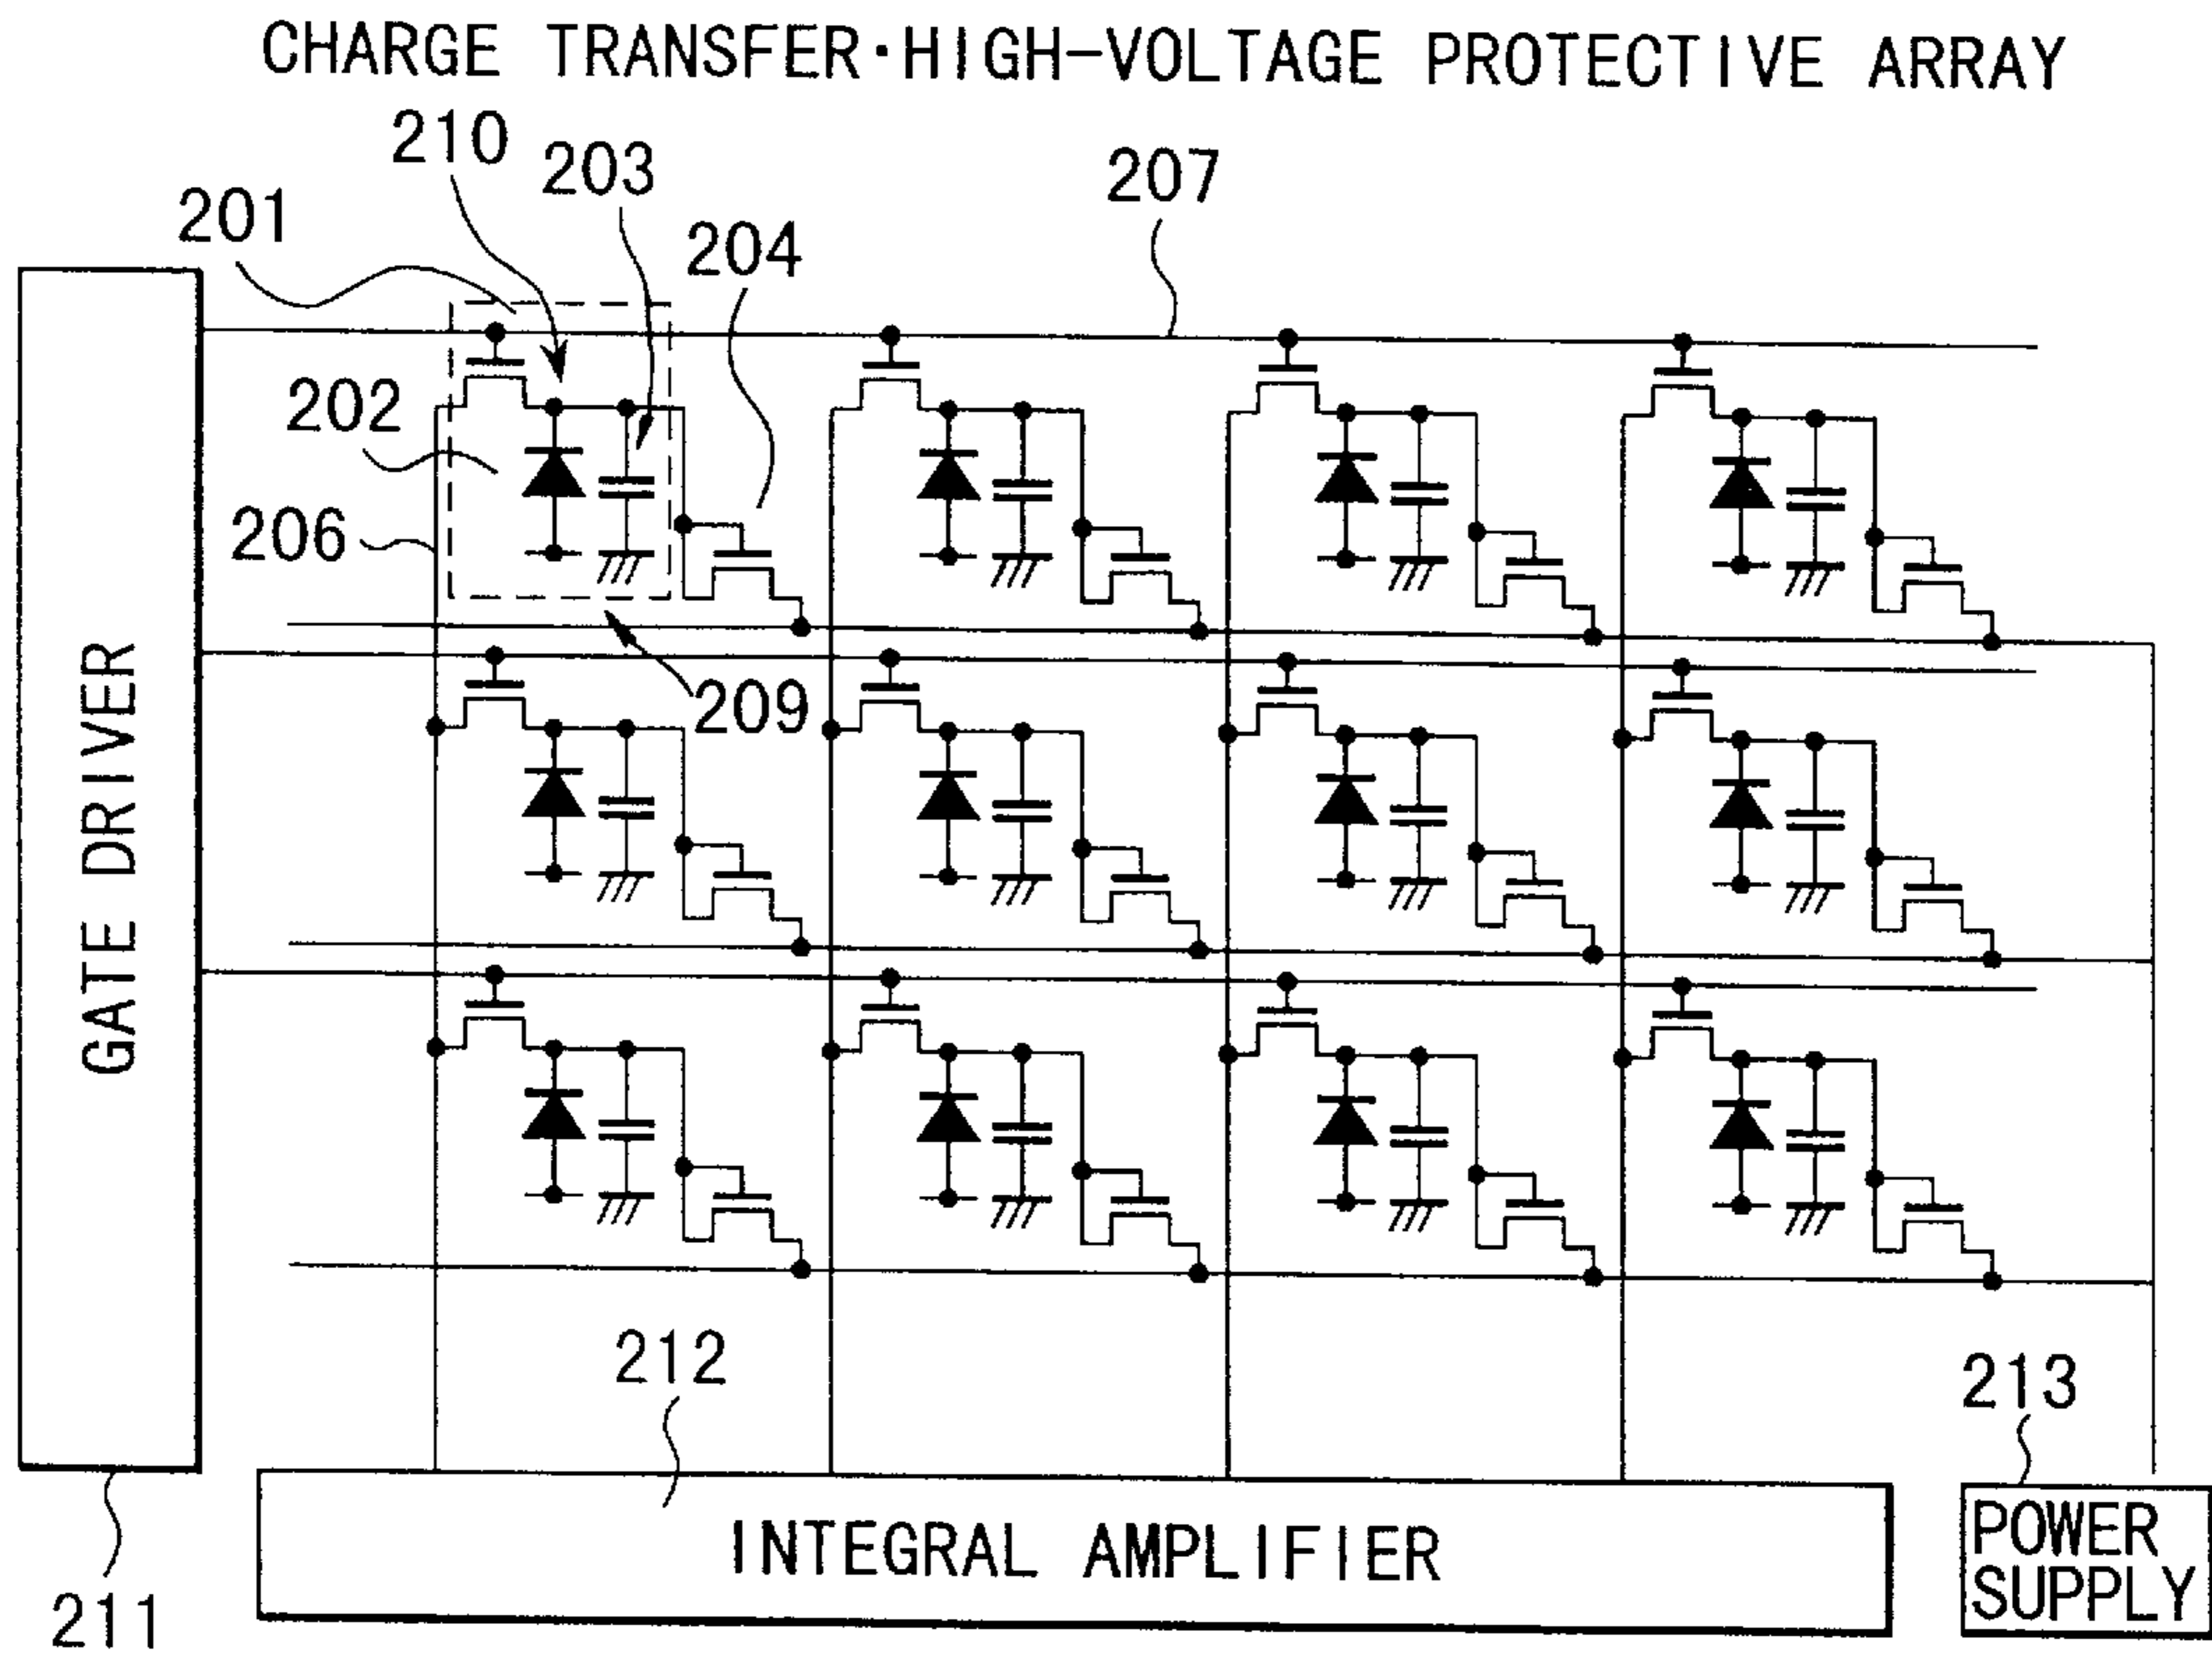 CHARGE TRANSFER·HIGH-VOLTAGE PROTECTIVE ARRAY
210
203
207
201
204
202
206
209
GATE DRIVER
212
213
INTEGRAL AMPLIFIER
POWER
SUPPLY
211